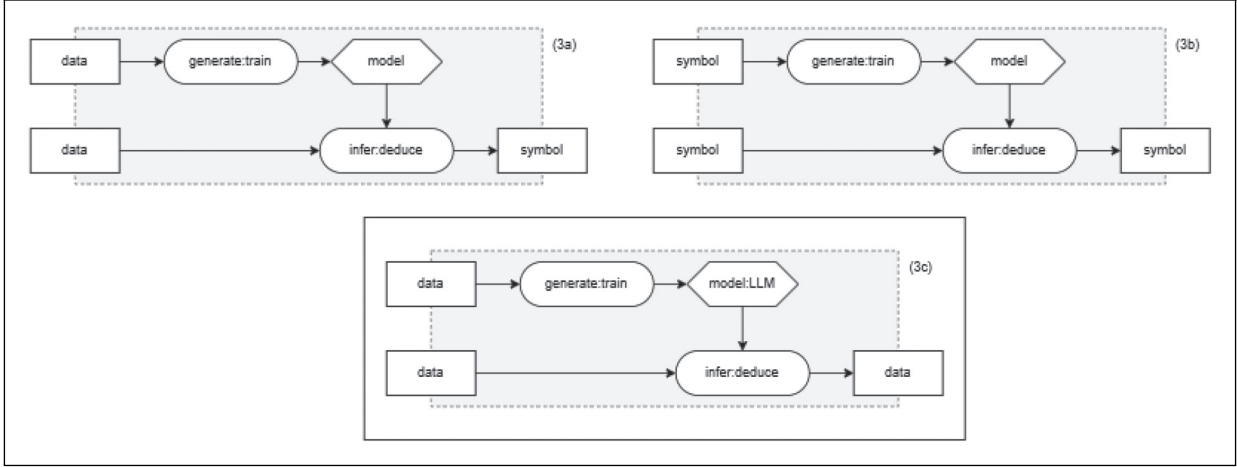 data
generate:train
model
(3a)
data
infer:deduce
symbol
symbol
generate:train
model
(3b)
symbol
infer:deduce
symbol
data
generate:train
model:LLM
(3c)
data
infer:deduce
data